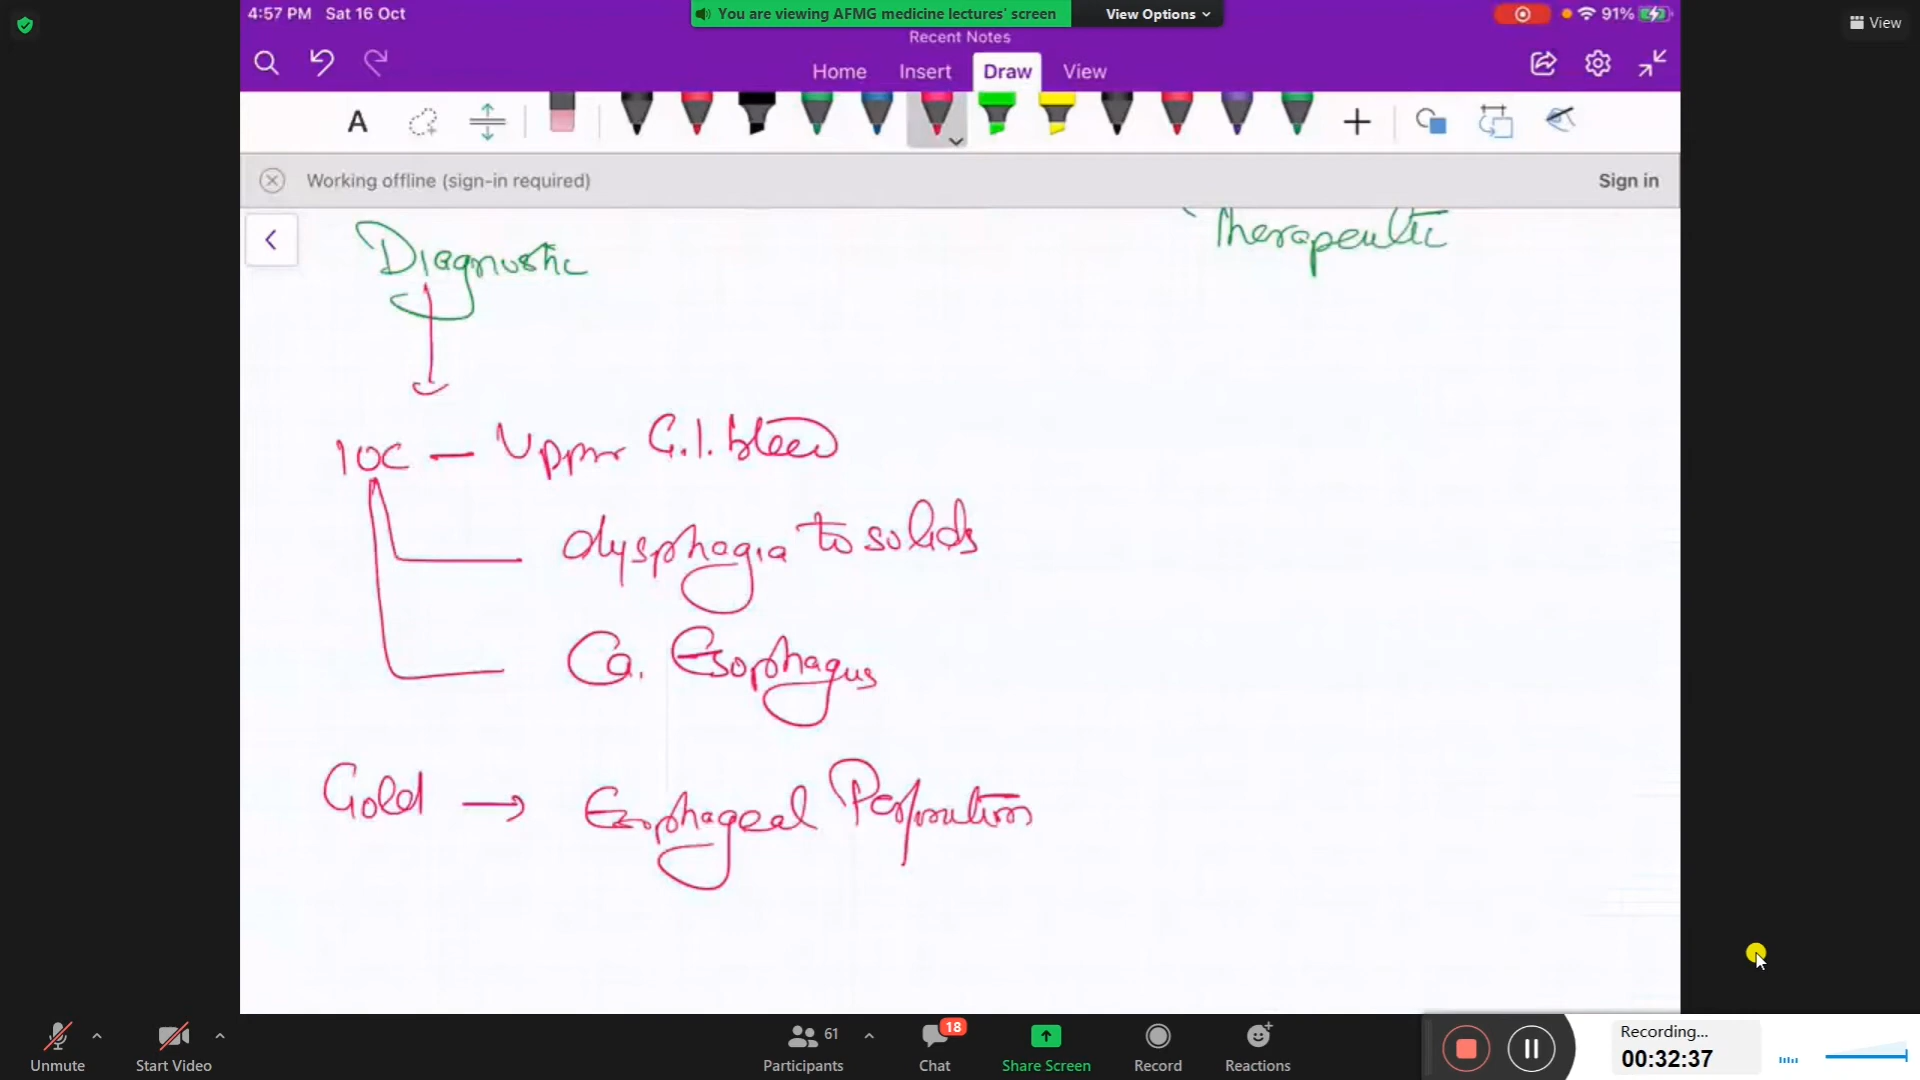 4:57 PM Sat 16 Oct
You are viewing AFMG medicine lectures' screen
View Options
91%
View
Recent Notes
Home Insert Draw View
A
Working offline (sign-in required)
Sign in
Diagnostic
Therapeutic
IOC — Upper G.I. bleed
dysphagia to solids
Ca. Esophagus
Gold → Esophageal Perforation
Unmute
Start Video
61
Participants
18
Chat
Share Screen
Record
Reactions
Recording...
00:32:37